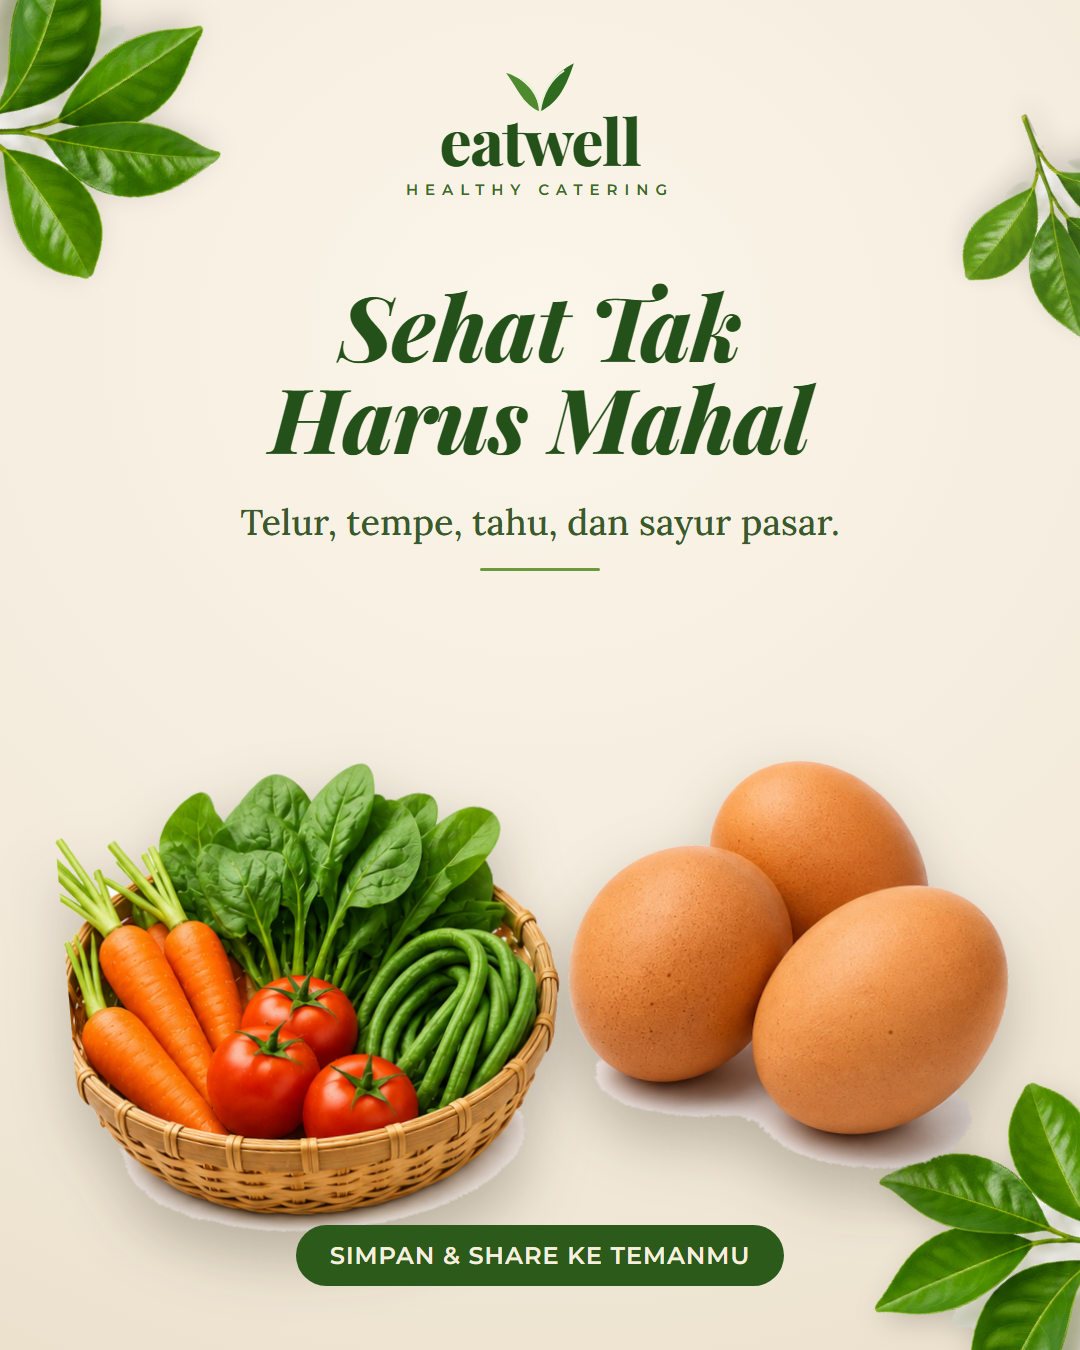 eatwell
HEALTHY CATERING
Sehat Tak
Harus Mahal
Telur, tempe, tahu, dan sayur pasar.
SIMPAN & SHARE KE TEMANMU